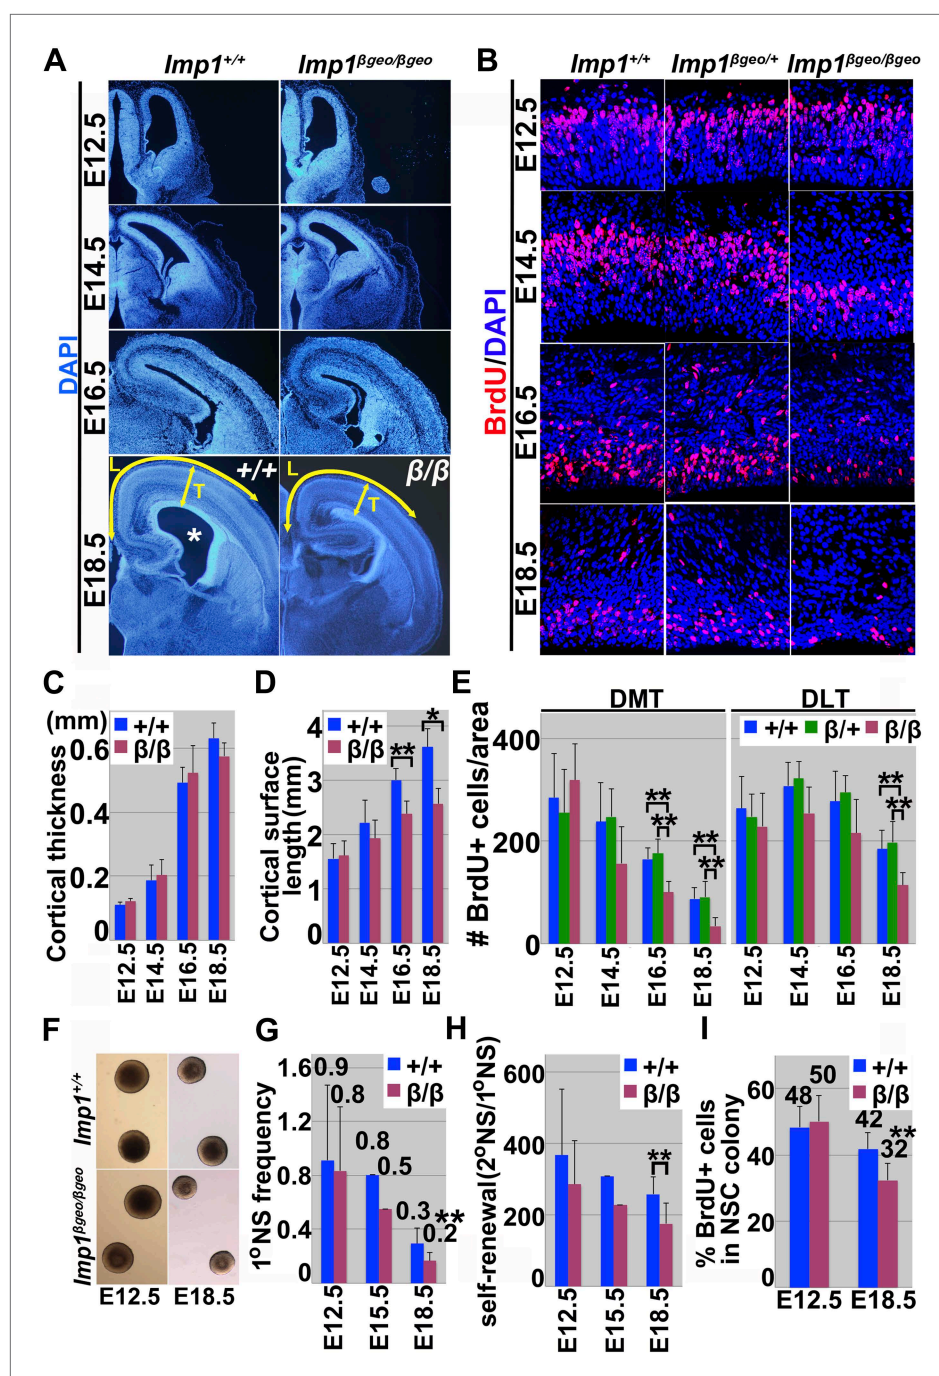 A
Imp1+/+
Imp1βgeo/βgeo
DAPI
E12.5
E14.5
E16.5
E18.5
L
T
+/+
*
L
T
β/β
B
Imp1+/+
Imp1βgeo/+
Imp1βgeo/βgeo
BrdU/DAPI
E12.5
E14.5
E16.5
E18.5
C
(mm)
Cortical thickness
0.6
0.4
0.2
0
+/+
β/β
E12.5
E14.5
E16.5
E18.5
D
Cortical surface
length(mm)
4
3
2
1
0
+/+
β/β
**
*
E12.5
E14.5
E16.5
E18.5
E
DMT
DLT
# BrdU+ cells/area
400
200
0
+/+
β/+
β/β
**
**
**
**
**
**
E12.5
E14.5
E16.5
E18.5
E12.5
E14.5
E16.5
E18.5
F
Imp1+/+
Imp1βgeo/βgeo
E12.5
E18.5
G
1ºNS frequency
1.6
1.2
0.8
0.4
0
+/+
β/β
0.9
0.8
0.8
0.5
0.3
0.2
**
E12.5
E15.5
E18.5
H
self-renewal(2ºNS/1ºNS)
600
400
200
0
+/+
β/β
**
E12.5
E15.5
E18.5
I
% BrdU+ cells
in NSC colony
60
40
20
0
+/+
β/β
48
50
42
32
**
E12.5
E18.5